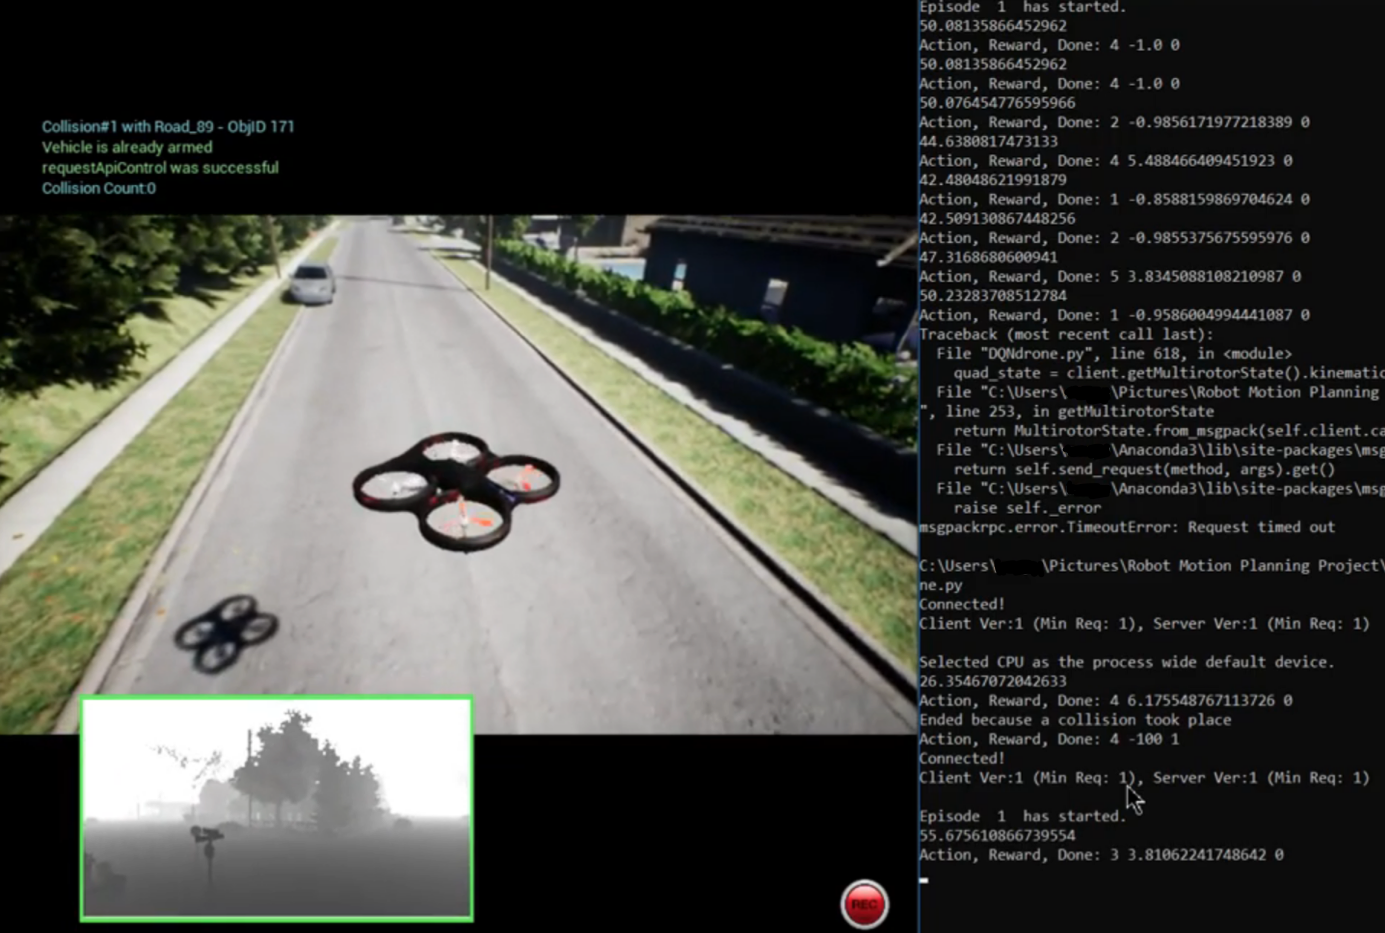 Collision#1 with Road_89 - ObjID 171
Vehicle is already armed
requestApiControl was successful
Collision Count:0
REC
Episode  1  has started.
50.08135866452962
Action, Reward, Done: 4 -1.0 0
50.08135866452962
Action, Reward, Done: 4 -1.0 0
50.076454776595966
Action, Reward, Done: 2 -0.9856171977218389 0
44.6380817473133
Action, Reward, Done: 4 5.488466409451923 0
42.48048621991879
Action, Reward, Done: 1 -0.8588159869704624 0
42.509130867448256
Action, Reward, Done: 2 -0.9855375675595976 0
47.3168680600941
Action, Reward, Done: 5 3.8345088108210987 0
50.23283708512784
Action, Reward, Done: 1 -0.9586004994441087 0
Traceback (most recent call last):
  File "DQNdrone.py", line 618, in <module>
    quad_state = client.getMultirotorState().kinematic
  File "C:\Users\ \Pictures\Robot Motion Planning
", line 253, in getMultirotorState
    return MultirotorState.from_msgpack(self.client.ca
  File "C:\Users\ \Anaconda3\lib\site-packages\msg
    return self.send_request(method, args).get()
  File "C:\Users\ \Anaconda3\lib\site-packages\msg
    raise self._error
msgpackrpc.error.TimeoutError: Request timed out
C:\Users\ \Pictures\Robot Motion Planning Project\
ne.py
Connected!
Client Ver:1 (Min Req: 1), Server Ver:1 (Min Req: 1)
Selected CPU as the process wide default device.
26.35467072042633
Action, Reward, Done: 4 6.175548767113726 0
Ended because a collision took place
Action, Reward, Done: 4 -100 1
Connected!
Client Ver:1 (Min Req: 1), Server Ver:1 (Min Req: 1)
Episode  1  has started.
55.675610866739554
Action, Reward, Done: 3 3.81062241748642 0